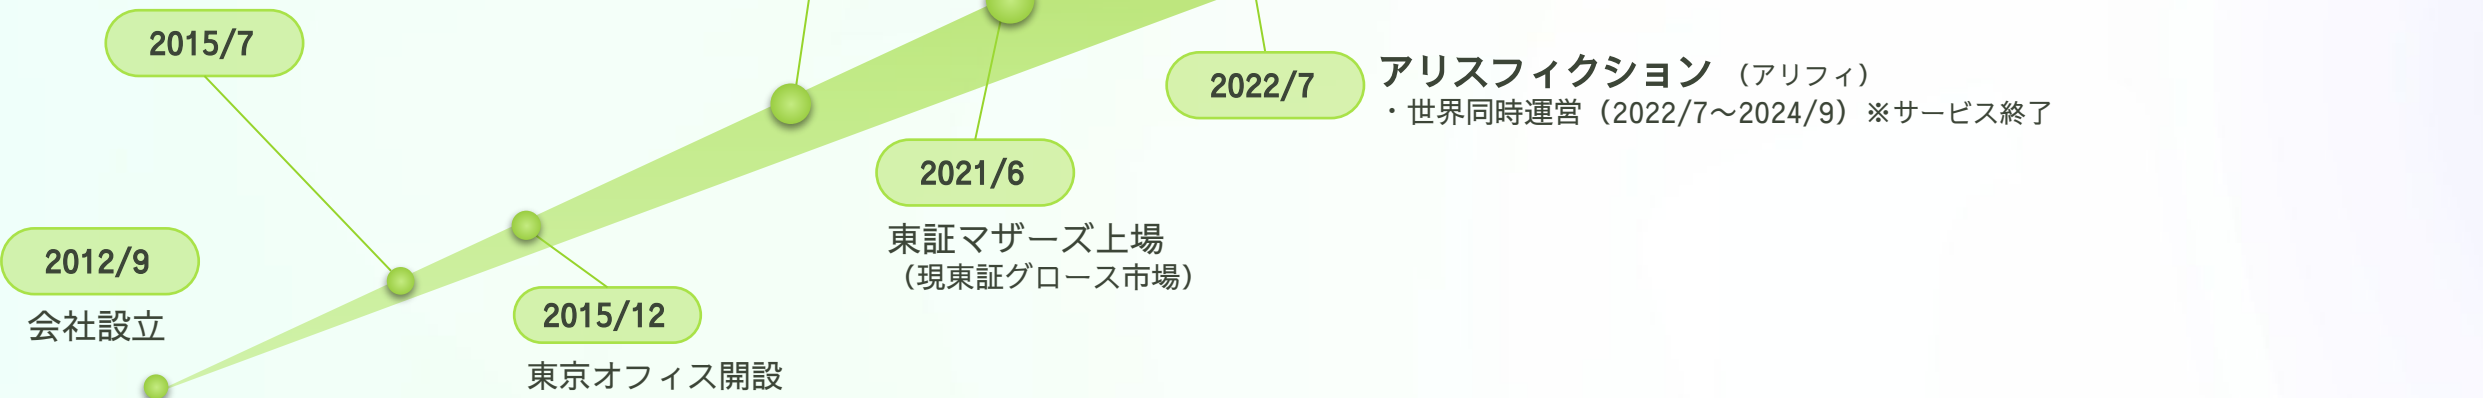 2015/7
2022/7
アリスフィクション (アリフィ)
・世界同時運営（2022/7～2024/9）※サービス終了
2021/6
東証マザーズ上場
（現東証グロース市場）
2012/9
会社設立
2015/12
東京オフィス開設